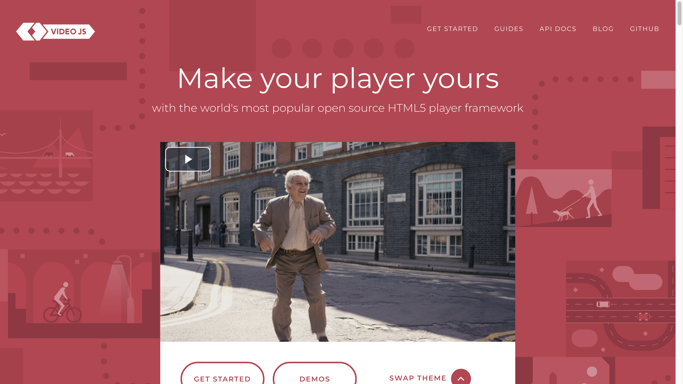 VIDEO JS
GET STARTED GUIDES API DOCS BLOG GITHUB
Make your player yours
with the world's most popular open source HTML5 player framework
GET STARTED DEMOS SWAP THEME